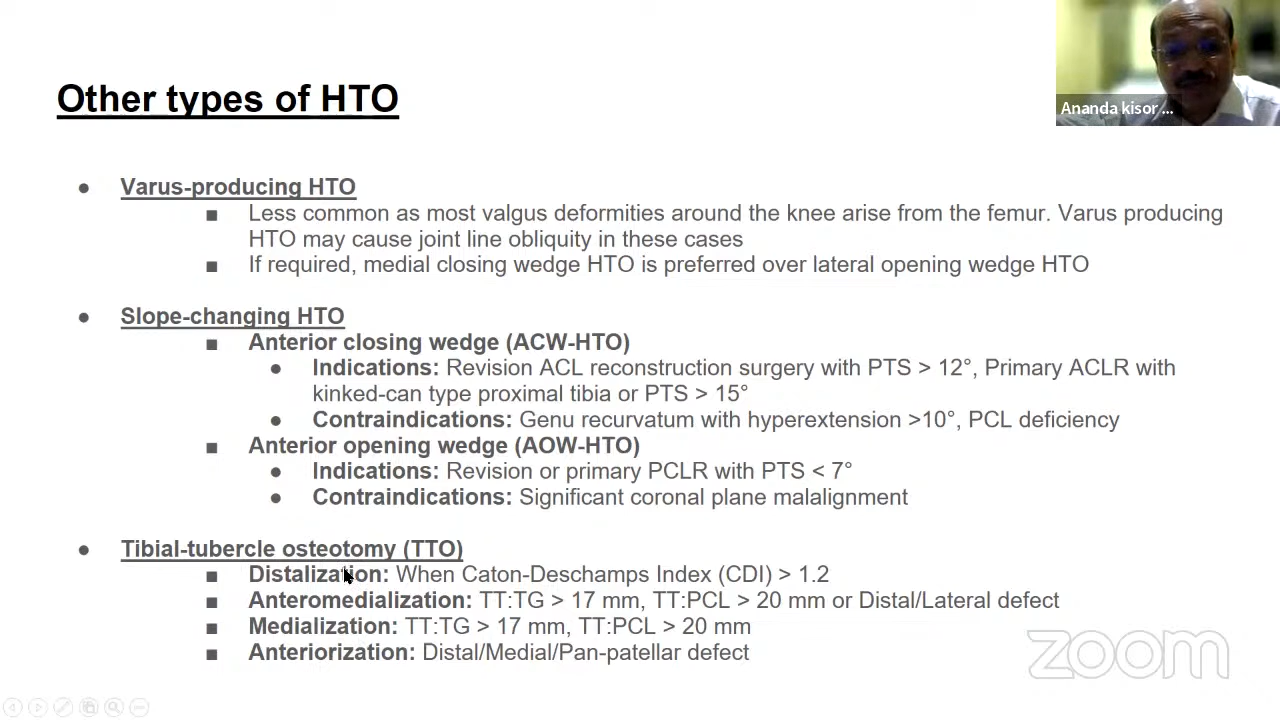 Ananda kisor ...
Other types of HTO
● Varus-producing HTO
■ Less common as most valgus deformities around the knee arise from the femur. Varus producing
HTO may cause joint line obliquity in these cases
■ If required, medial closing wedge HTO is preferred over lateral opening wedge HTO
● Slope-changing HTO
■ Anterior closing wedge (ACW-HTO)
● Indications: Revision ACL reconstruction surgery with PTS > 12°, Primary ACLR with
kinked-can type proximal tibia or PTS > 15°
● Contraindications: Genu recurvatum with hyperextension >10°, PCL deficiency
■ Anterior opening wedge (AOW-HTO)
● Indications: Revision or primary PCLR with PTS < 7°
● Contraindications: Significant coronal plane malalignment
● Tibial-tubercle osteotomy (TTO)
■ Distalization: When Caton-Deschamps Index (CDI) > 1.2
■ Anteromedialization: TT:TG > 17 mm, TT:PCL > 20 mm or Distal/Lateral defect
■ Medialization: TT:TG > 17 mm, TT:PCL > 20 mm
■ Anteriorization: Distal/Medial/Pan-patellar defect
zoom